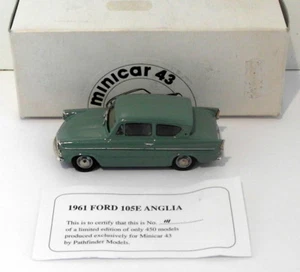 minicar 43
1961 FORD 105E ANGLIA
This is to certify that this is No.
of a limited edition of only 450 models
produced exclusively for Minicar 43
by Pathfinder Models.